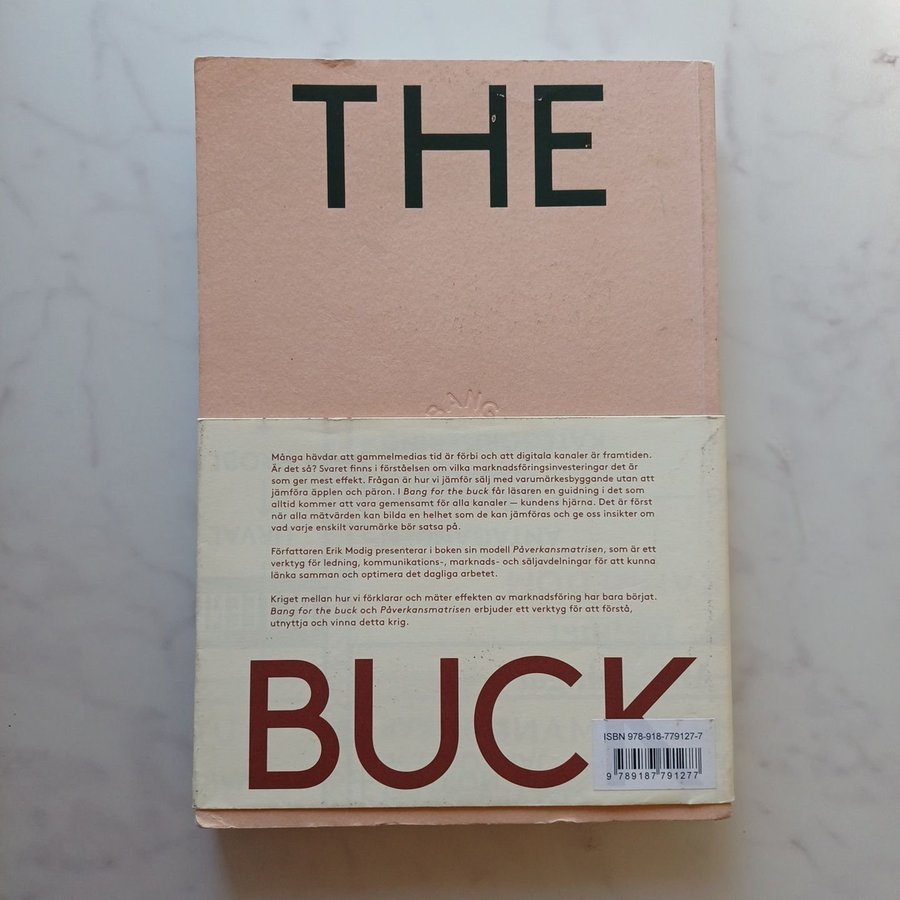 THE
BANG
Många hävdar att gammelmedias tid är förbi och att digitala kanaler är framtiden.
Är det så? Svaret finns i förståelsen om vilka marknadsföringsinvesteringar det är
som ger mest effekt. Frågan är hur vi jämför sälj med varumärkesbyggande utan att
jämföra äpplen och päron. I Bang for the buck får läsaren en guidning i det som
alltid kommer att vara gemensamt för alla kanaler — kundens hjärna. Det är först
när alla mätvärden kan bilda en helhet som de kan jämföras och ge oss insikter om
vad varje enskilt varumärke bör satsa på.
Författaren Erik Modig presenterar i boken sin modell Påverkansmatrisen, som är ett
verktyg för ledning, kommunikations-, marknads- och säljavdelningar för att kunna
länka samman och optimera det dagliga arbetet.
Kriget mellan hur vi förklarar och mäter effekten av marknadsföring har bara börjat.
Bang for the buck och Påverkansmatrisen erbjuder ett verktyg för att förstå,
utnyttja och vinna detta krig.
BUCK
ISBN 978-918-779127-7
9 789187 791277